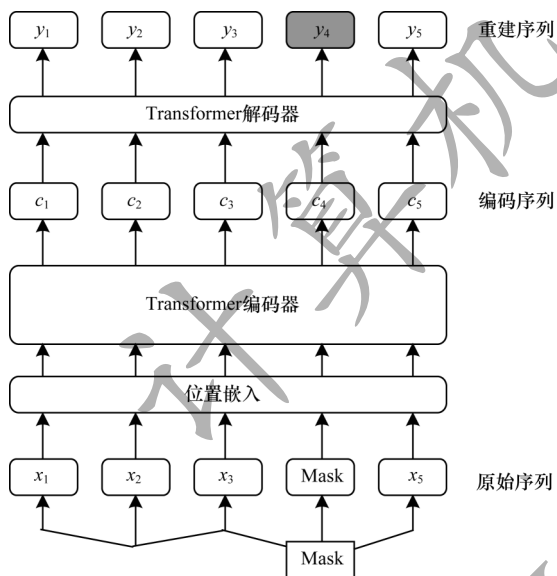 y1 y2 y3 y4 y5 重建序列
Transformer解码器
c1 c2 c3 c4 c5 编码序列
Transformer编码器
位置嵌入
x1 x2 x3 Mask x5 原始序列
Mask
计算机